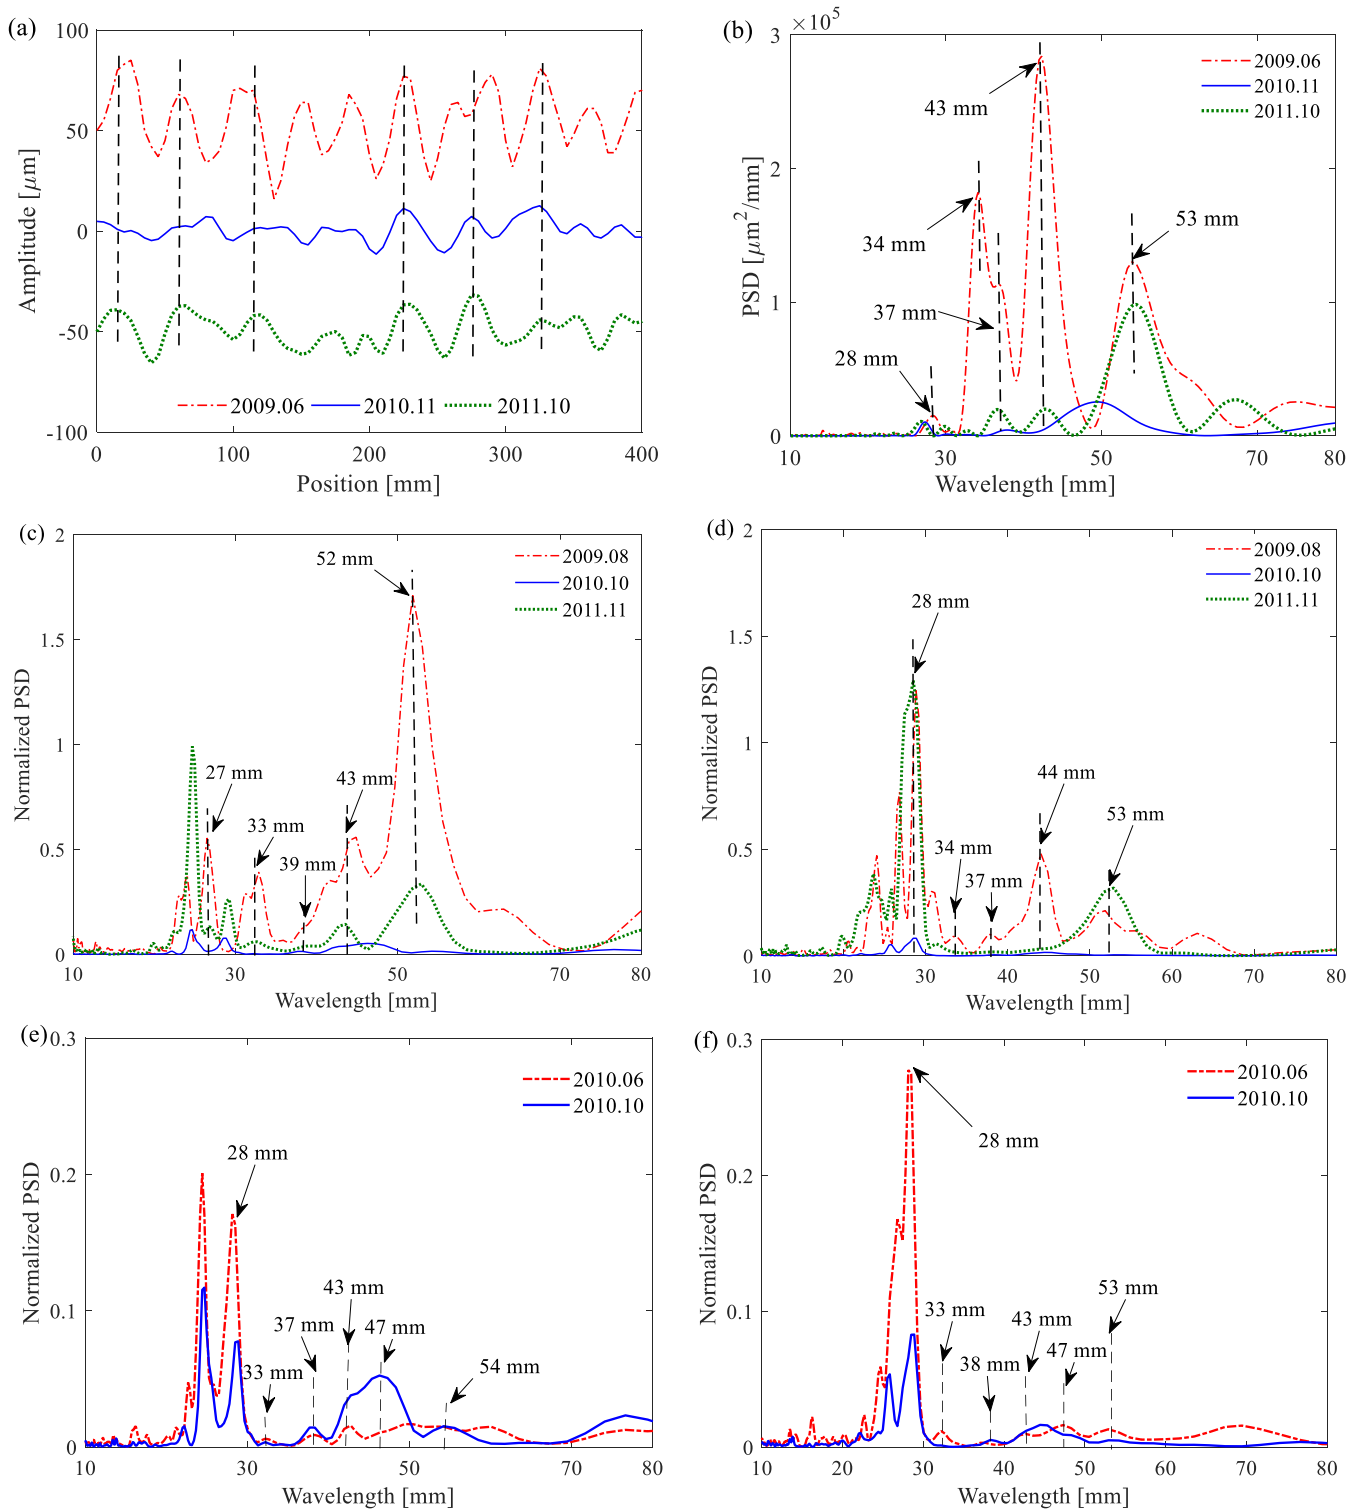 (a)
100
50
0
-50
-100
Amplitude [μm]
2009.06
2010.11
2011.10
0
100
200
300
400
Position [mm]
(b)
×10⁵
3
2
1
0
PSD [μm²/mm]
2009.06
2010.11
2011.10
43 mm
34 mm
53 mm
37 mm
28 mm
10
30
50
70
80
Wavelength [mm]
(c)
2
1.5
1
0.5
0
Normalized PSD
2009.08
2010.10
2011.11
52 mm
27 mm
43 mm
33 mm
39 mm
10
30
50
70
80
Wavelength [mm]
(d)
2
1.5
1
0.5
0
Normalized PSD
2009.08
2010.10
2011.11
28 mm
44 mm
53 mm
34 mm
37 mm
10
20
30
40
50
60
70
80
Wavelength [mm]
(e)
0.3
0.2
0.1
0
Normalized PSD
2010.06
2010.10
28 mm
43 mm
37 mm
47 mm
33 mm
54 mm
10
30
50
70
80
Wavelength [mm]
(f)
0.3
0.2
0.1
0
Normalized PSD
2010.06
2010.10
28 mm
53 mm
33 mm
43 mm
47 mm
38 mm
10
20
30
40
50
60
70
80
Wavelength [mm]